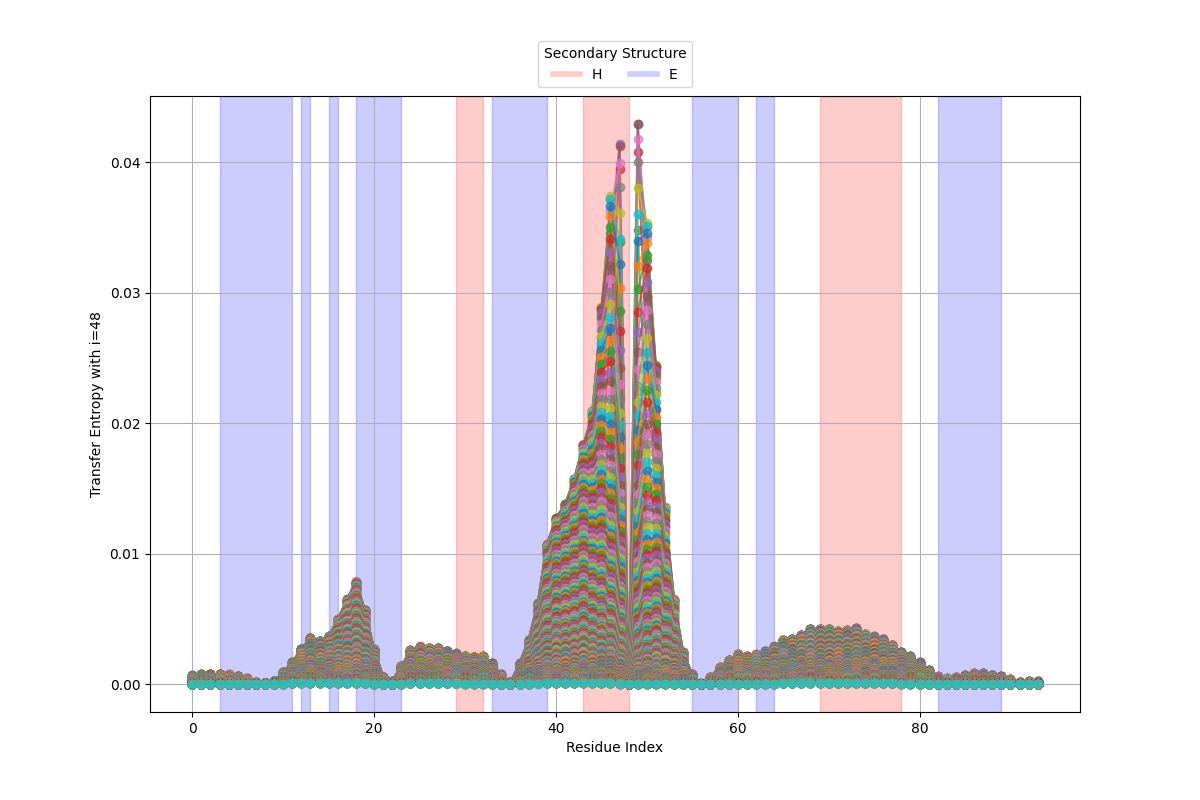 Secondary Structure
H E
0.04
0.03
0.02
0.01
0.00
Transfer Entropy with i=48
0 20 40 60 80
Residue Index